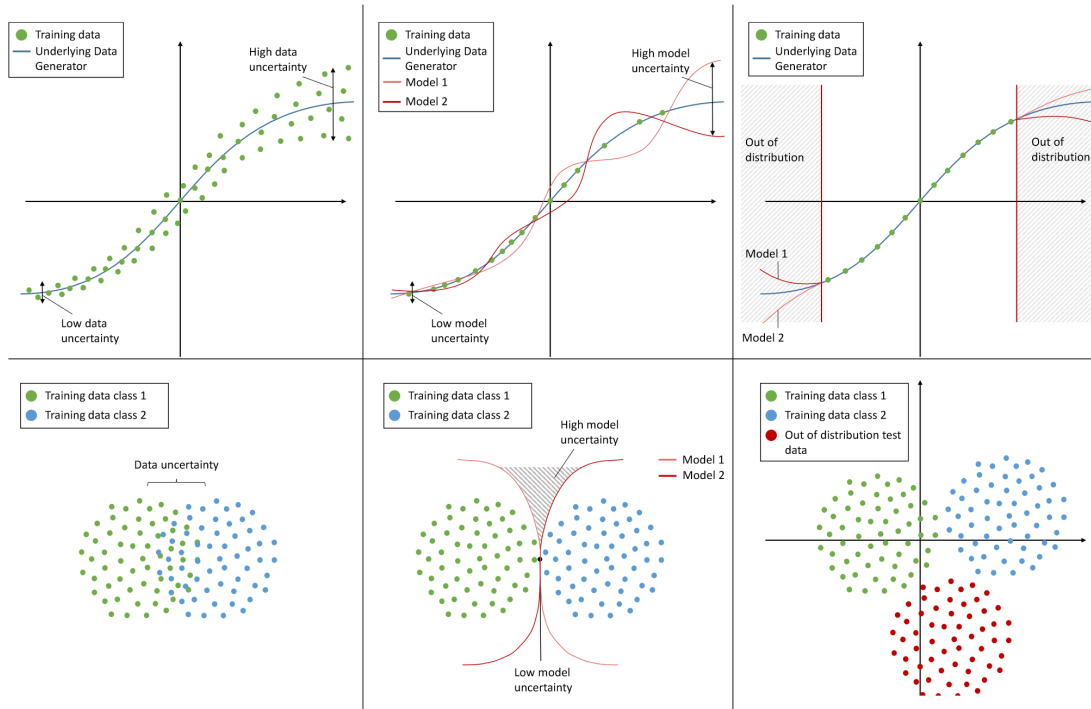 Training data
Underlying Data
Generator
High data
uncertainty
Low data
uncertainty
Training data
Underlying Data
Generator
Model 1
Model 2
High model
uncertainty
Low model
uncertainty
Training data
Underlying Data
Generator
Out of
distribution
Out of
distribution
Model 1
Model 2
Training data class 1
Training data class 2
Data uncertainty
Training data class 1
Training data class 2
High model
uncertainty
Model 1
Model 2
Low model
uncertainty
Training data class 1
Training data class 2
Out of distribution test
data